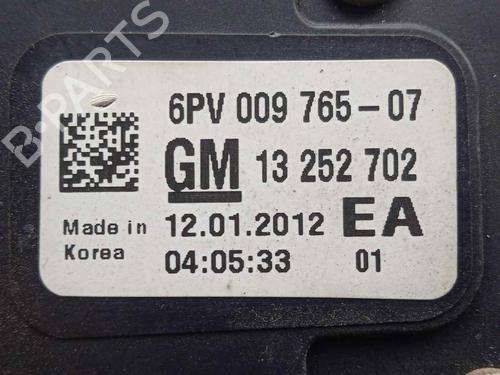 B-PARTS
6PV 009 765-07
GM 13 252 702
Made in Korea
12.01.2012 EA
04:05:33 01